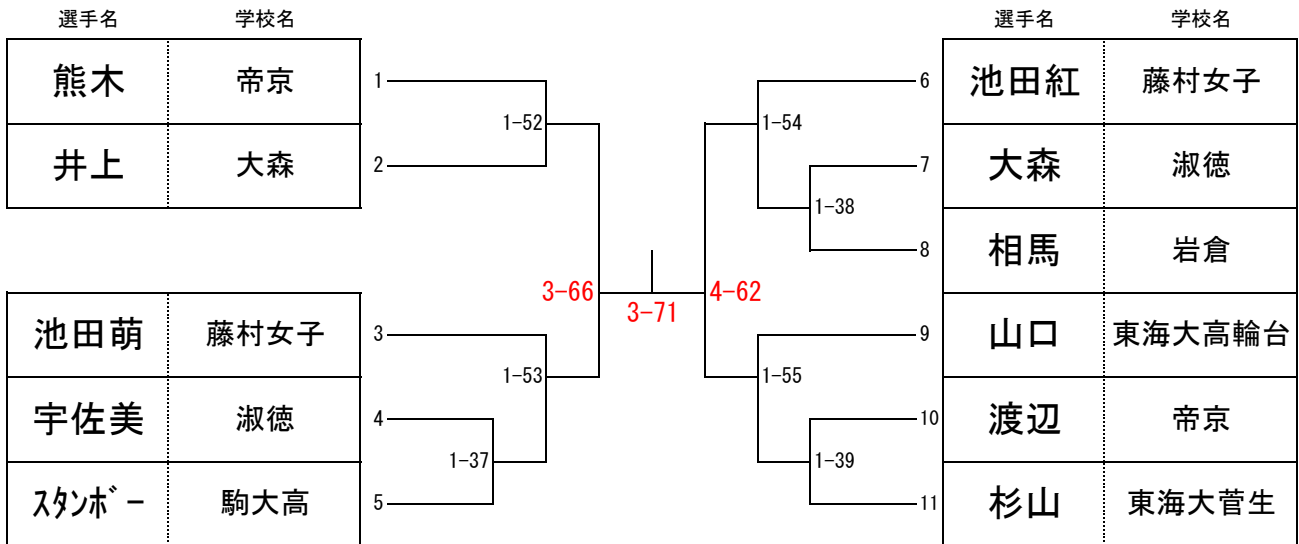 選手名 学校名 選手名 学校名
熊木 帝京 1 6 池田紅 藤村女子
1-52 1-54
井上 大森 2 7 大森 淑徳
1-38
8 相馬 岩倉
3-66 3-71 4-62
池田萌 藤村女子 3 9 山口 東海大高輪台
1-53 1-55
宇佐美 淑徳 4 10 渡辺 帝京
1-37 1-39
ｽﾀﾝﾎﾞｰ 駒大高 5 11 杉山 東海大菅生